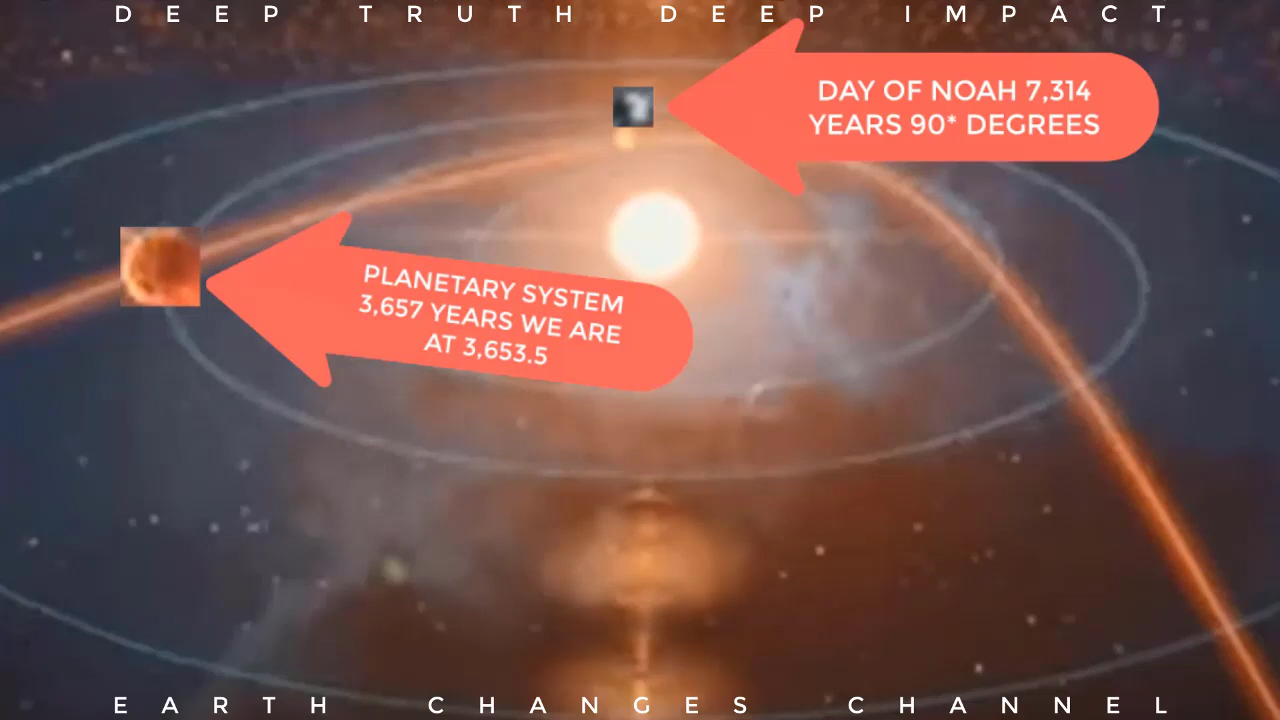 DEEP TRUTH DEEP IMPACT
DAY OF NOAH 7,314
YEARS 90* DEGREES
PLANETARY SYSTEM
3,657 YEARS WE ARE
AT 3,653.5
EARTH CHANGES CHANNEL